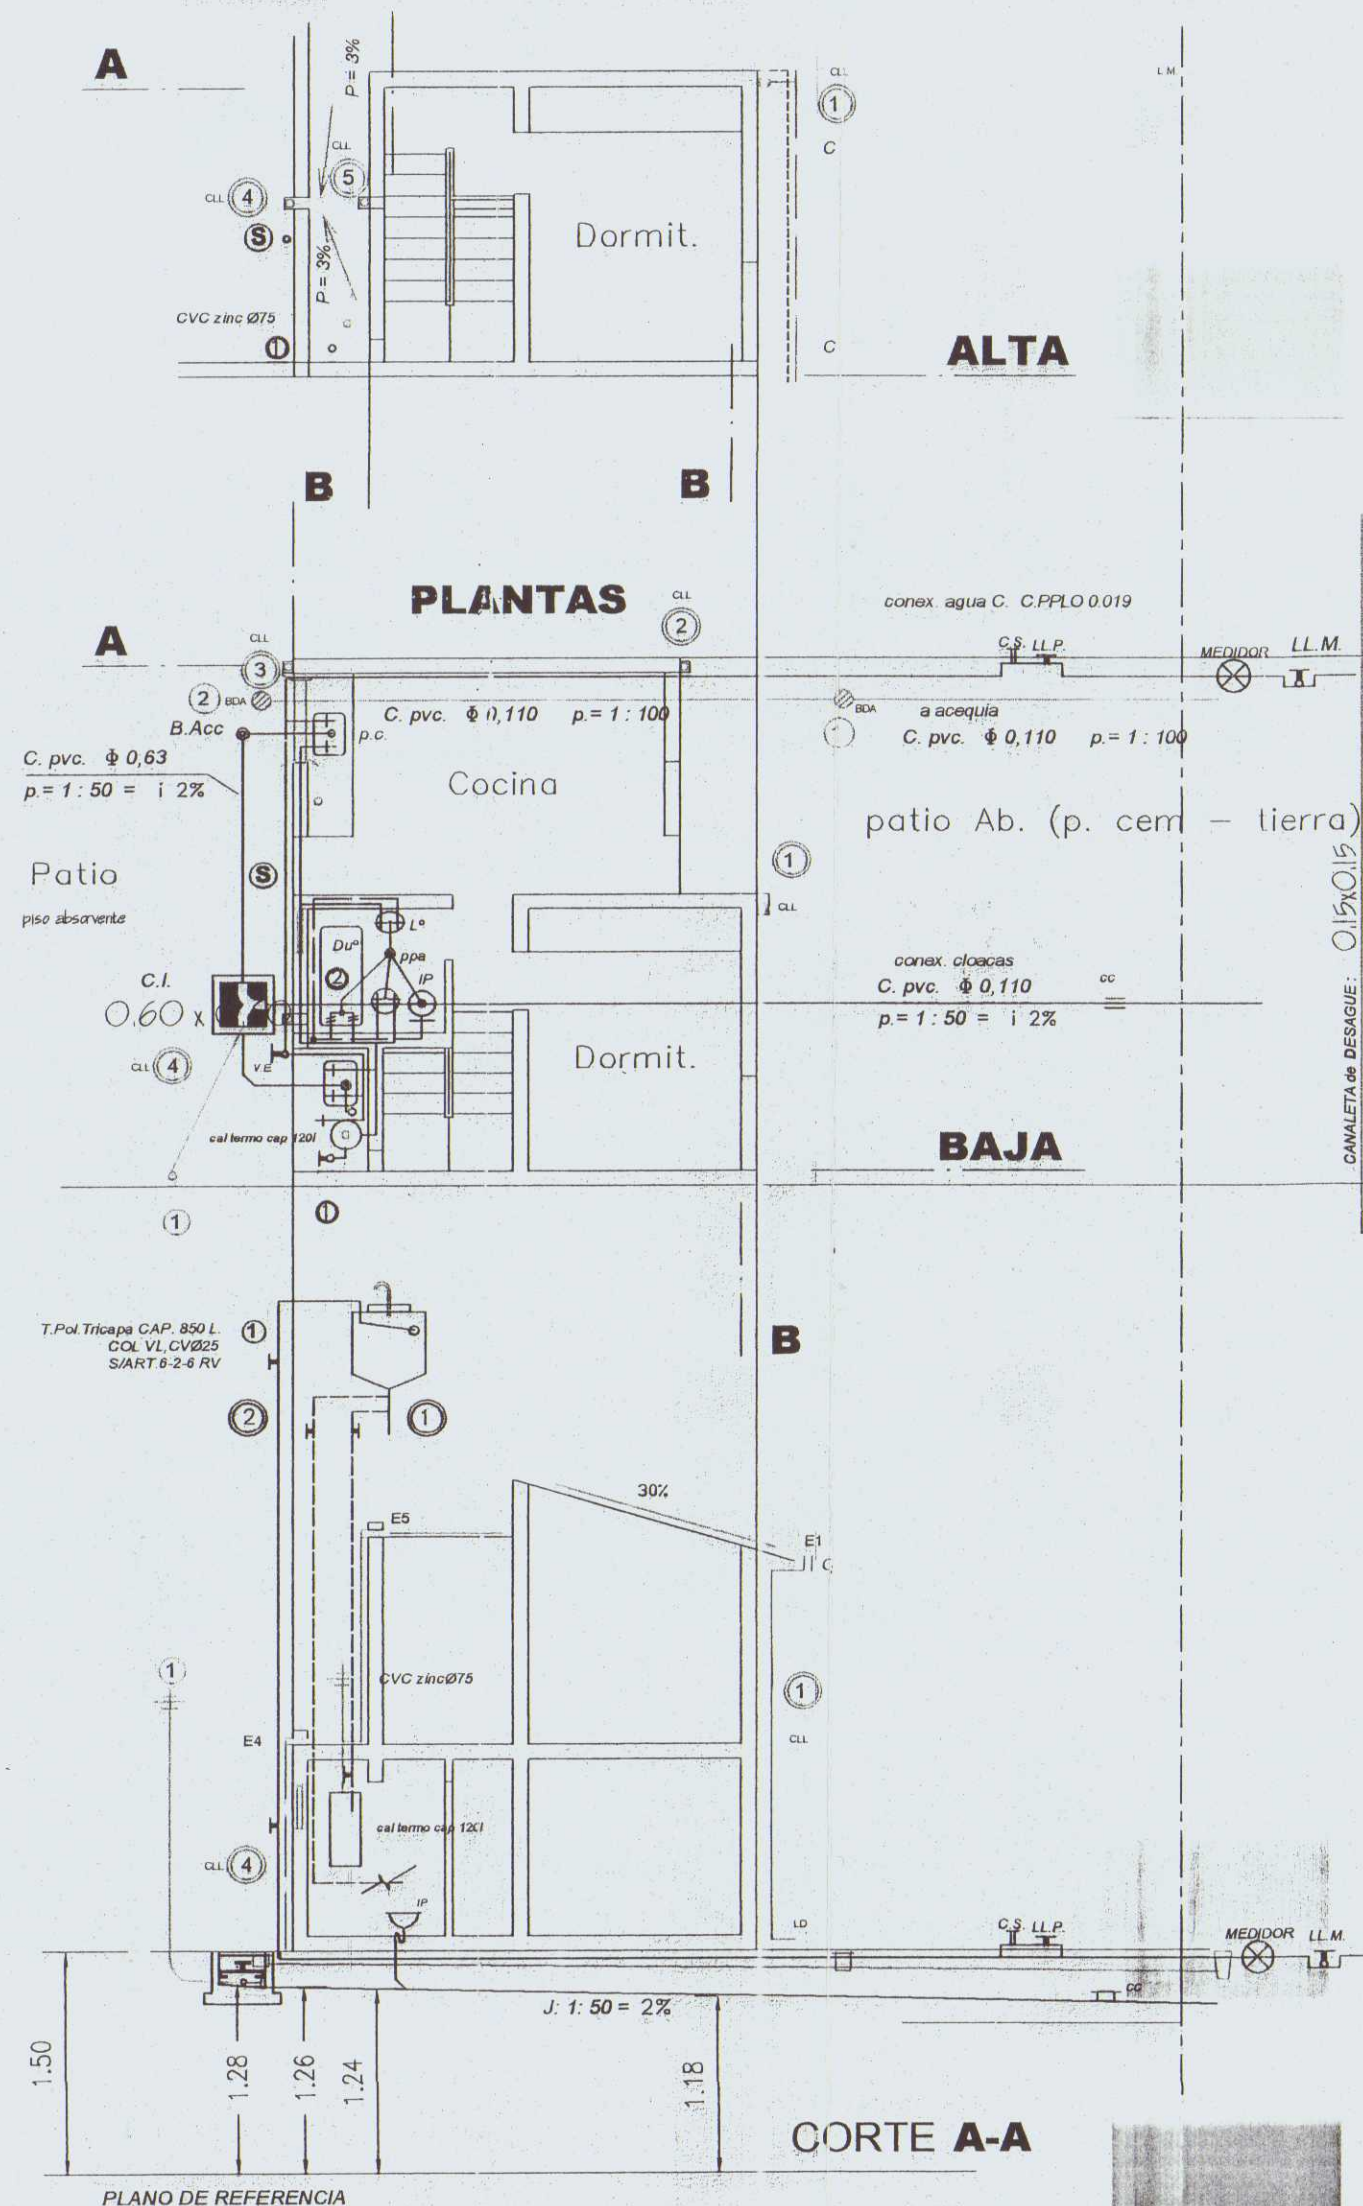 A
P = 3%
CLL
1
L.M.
CLL
5
C
CLL 4
S
Dormit.
P = 3%
CVC zinc Ø75
1
C
ALTA
B
B
PLANTAS
CLL
2
conex. agua C. C.PPLO 0.019
A
CLL
3
C.S. LL.P.
MEDIDOR LL.M.
2 BDA
B.Acc
C. pvc. Φ 0,110 p.= 1 : 100
p.c.
BDA
a acequia
C. pvc. Φ 0,110 p.= 1 : 100
C. pvc. Φ 0,63
p.= 1 : 50 = i 2%
Cocina
patio Ab. (p. cem – tierra)
Patio
piso absorvente
S
1
CLL
Lº
Duº
ppa
2
IP
C.I.
0,60 x
conex. cloacas
C. pvc. Φ 0,110
p.= 1 : 50 = i 2%
cc
CANALETA de DESAGUE: 0.15x0.15
CLL 4
V.E
Dormit.
cal termo cap 120l
BAJA
1
1
T.Pol.Tricapa CAP. 850 L.
COL VL,CVØ25
S/ART.6-2-6 RV
1
B
2
1
30%
E5
E1
C
1
CVC zincØ75
1
E4
CLL
cal termo cap 120l
CLL 4
IP
LD
C.S. LL.P.
MEDIDOR LL.M.
cc
J: 1: 50 = 2%
1.50
1.28
1.26
1.24
1.18
CORTE A-A
PLANO DE REFERENCIA